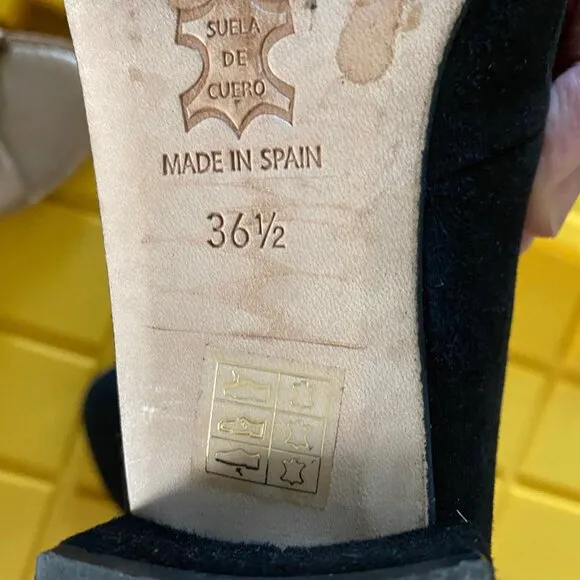 SUELA
DE
CUERO
MADE IN SPAIN
36½